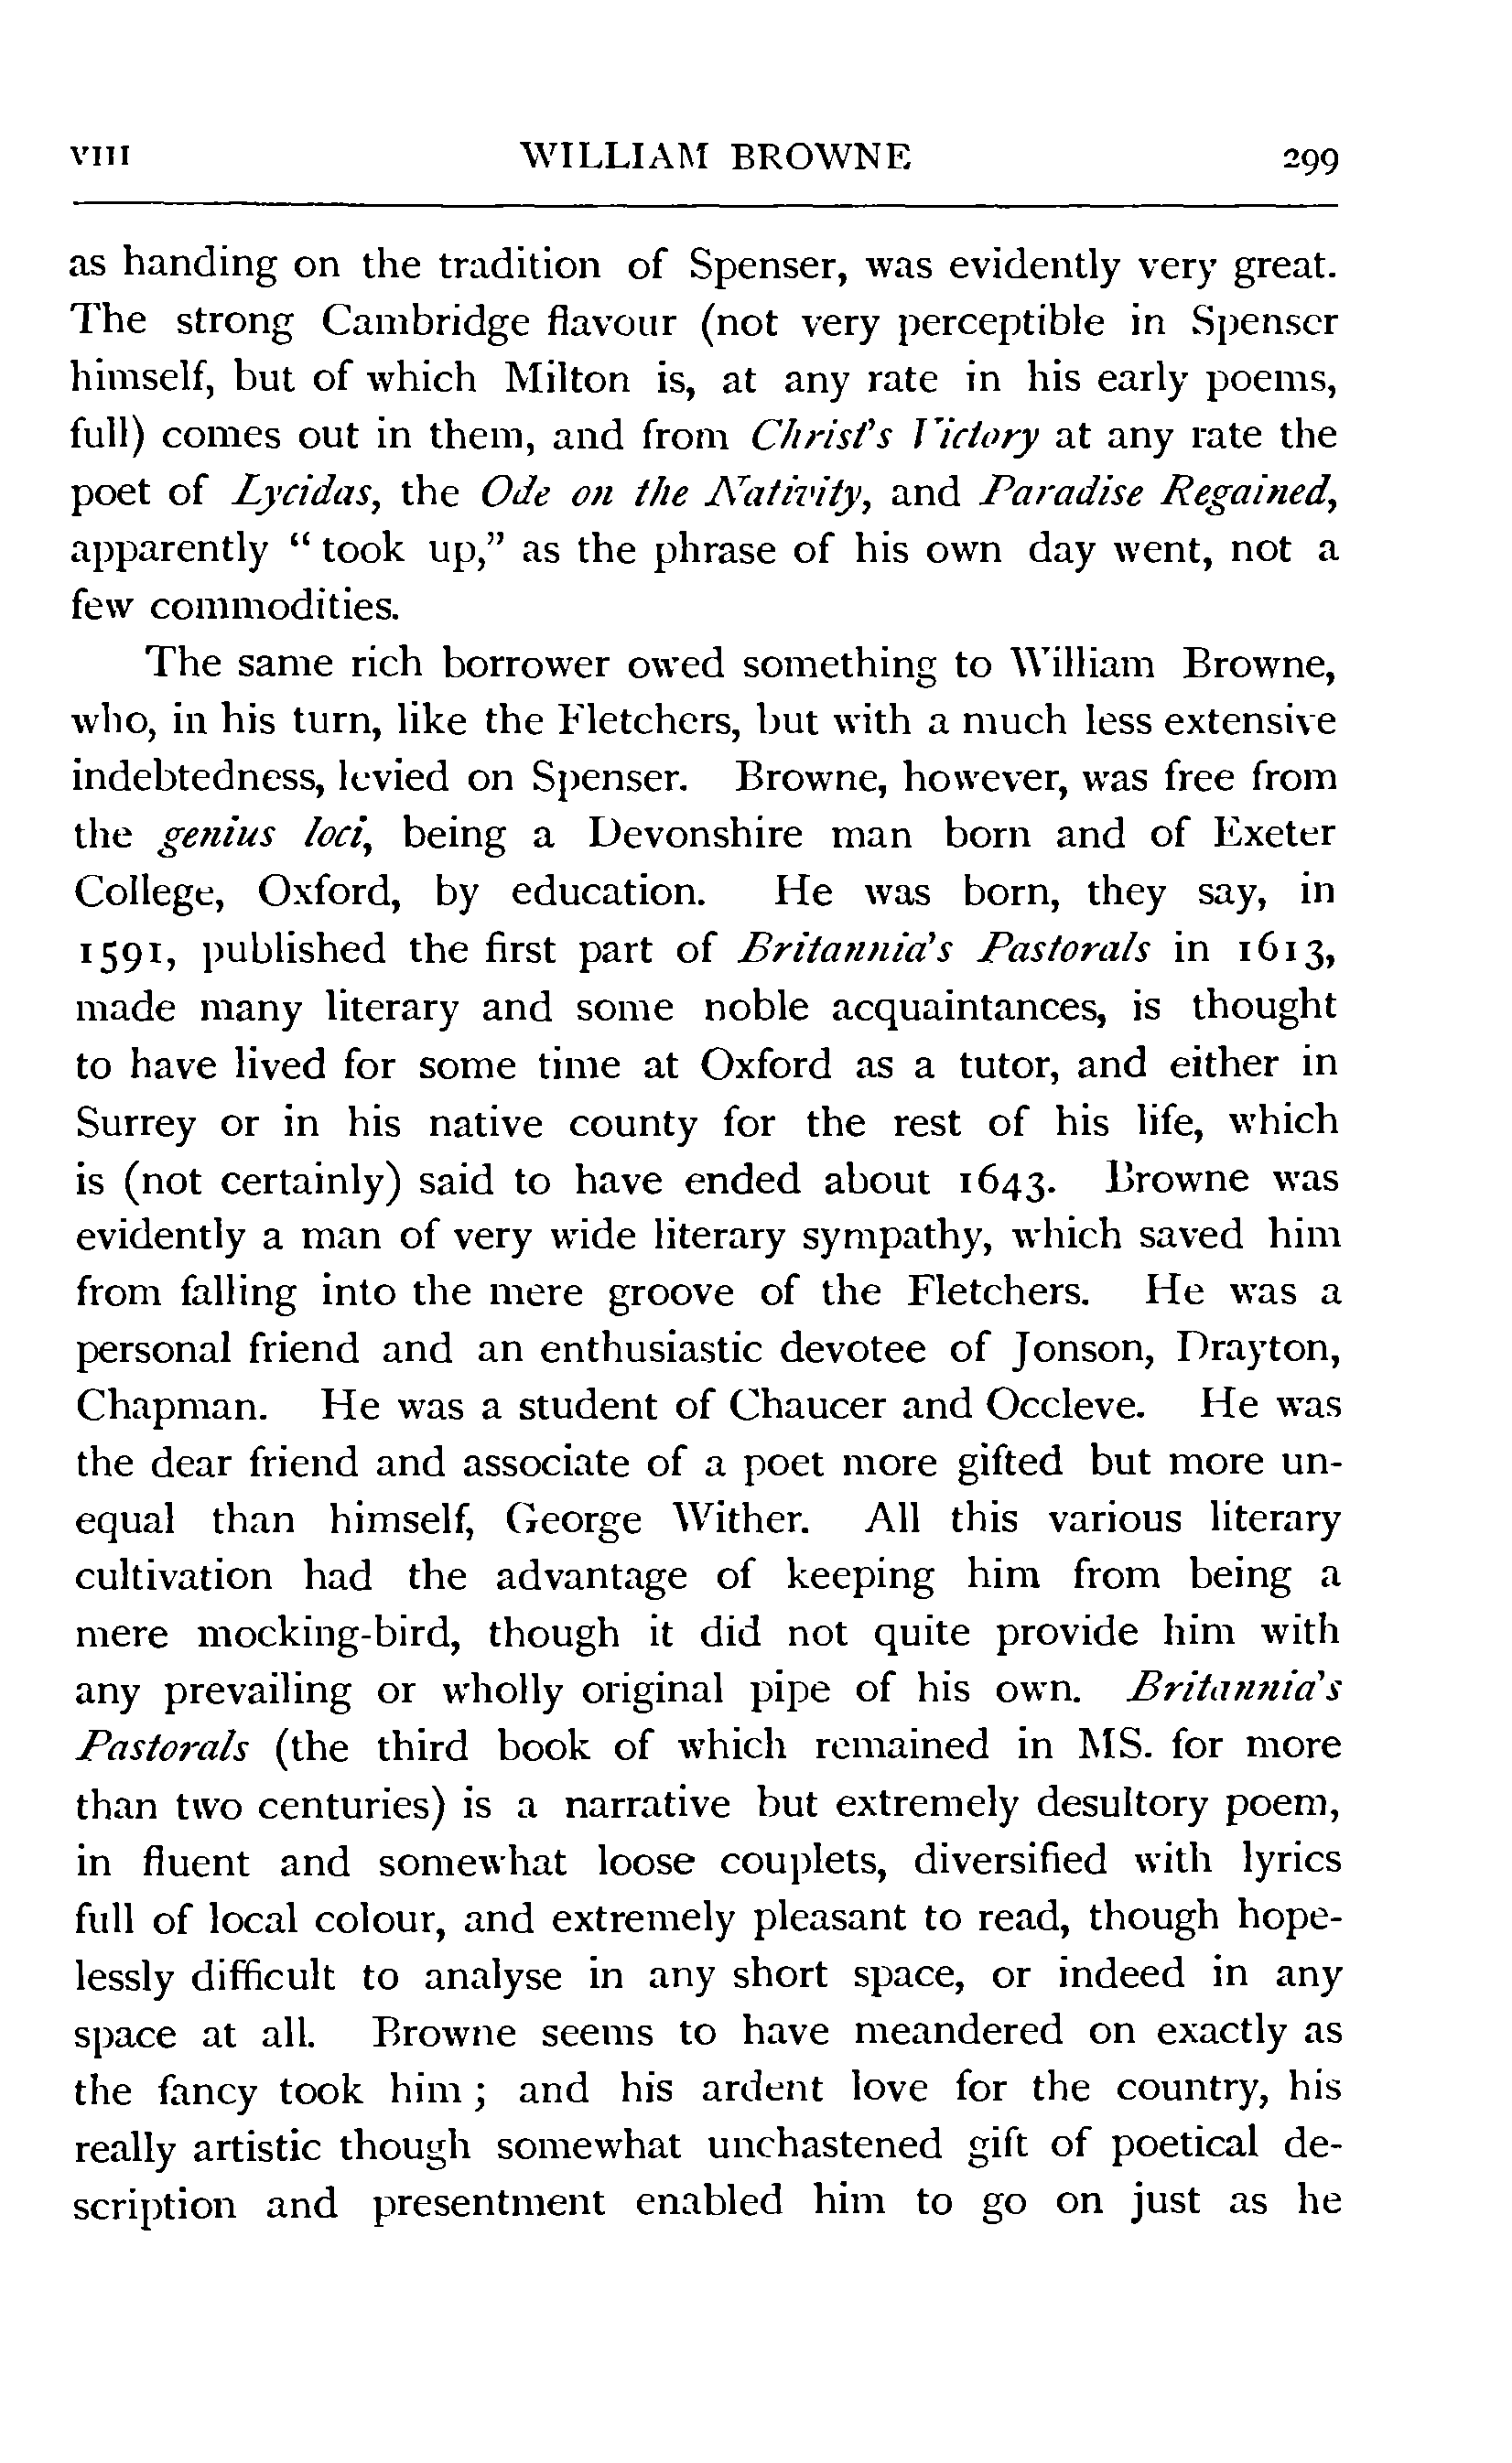 VIII WILLIAM BROWNE 299
as handing on the tradition of Spenser, was evidently very great.
The strong Cambridge flavour (not very perceptible in Spenser
himself, but of which Milton is, at any rate in his early poems,
full) comes out in them, and from Christ's Victory at any rate the
poet of Lycidas, the Ode on the Nativity, and Paradise Regained,
apparently “took up,” as the phrase of his own day went, not a
few commodities.
The same rich borrower owed something to William Browne,
who, in his turn, like the Fletchers, but with a much less extensive
indebtedness, levied on Spenser. Browne, however, was free from
the genius loci, being a Devonshire man born and of Exeter
College, Oxford, by education. He was born, they say, in
1591, published the first part of Britannia's Pastorals in 1613,
made many literary and some noble acquaintances, is thought
to have lived for some time at Oxford as a tutor, and either in
Surrey or in his native county for the rest of his life, which
is (not certainly) said to have ended about 1643. Browne was
evidently a man of very wide literary sympathy, which saved him
from falling into the mere groove of the Fletchers. He was a
personal friend and an enthusiastic devotee of Jonson, Drayton,
Chapman. He was a student of Chaucer and Occleve. He was
the dear friend and associate of a poet more gifted but more un-
equal than himself, George Wither. All this various literary
cultivation had the advantage of keeping him from being a
mere mocking-bird, though it did not quite provide him with
any prevailing or wholly original pipe of his own. Britannia's
Pastorals (the third book of which remained in MS. for more
than two centuries) is a narrative but extremely desultory poem,
in fluent and somewhat loose couplets, diversified with lyrics
full of local colour, and extremely pleasant to read, though hope-
lessly difficult to analyse in any short space, or indeed in any
space at all. Browne seems to have meandered on exactly as
the fancy took him; and his ardent love for the country, his
really artistic though somewhat unchastened gift of poetical de-
scription and presentment enabled him to go on just as he